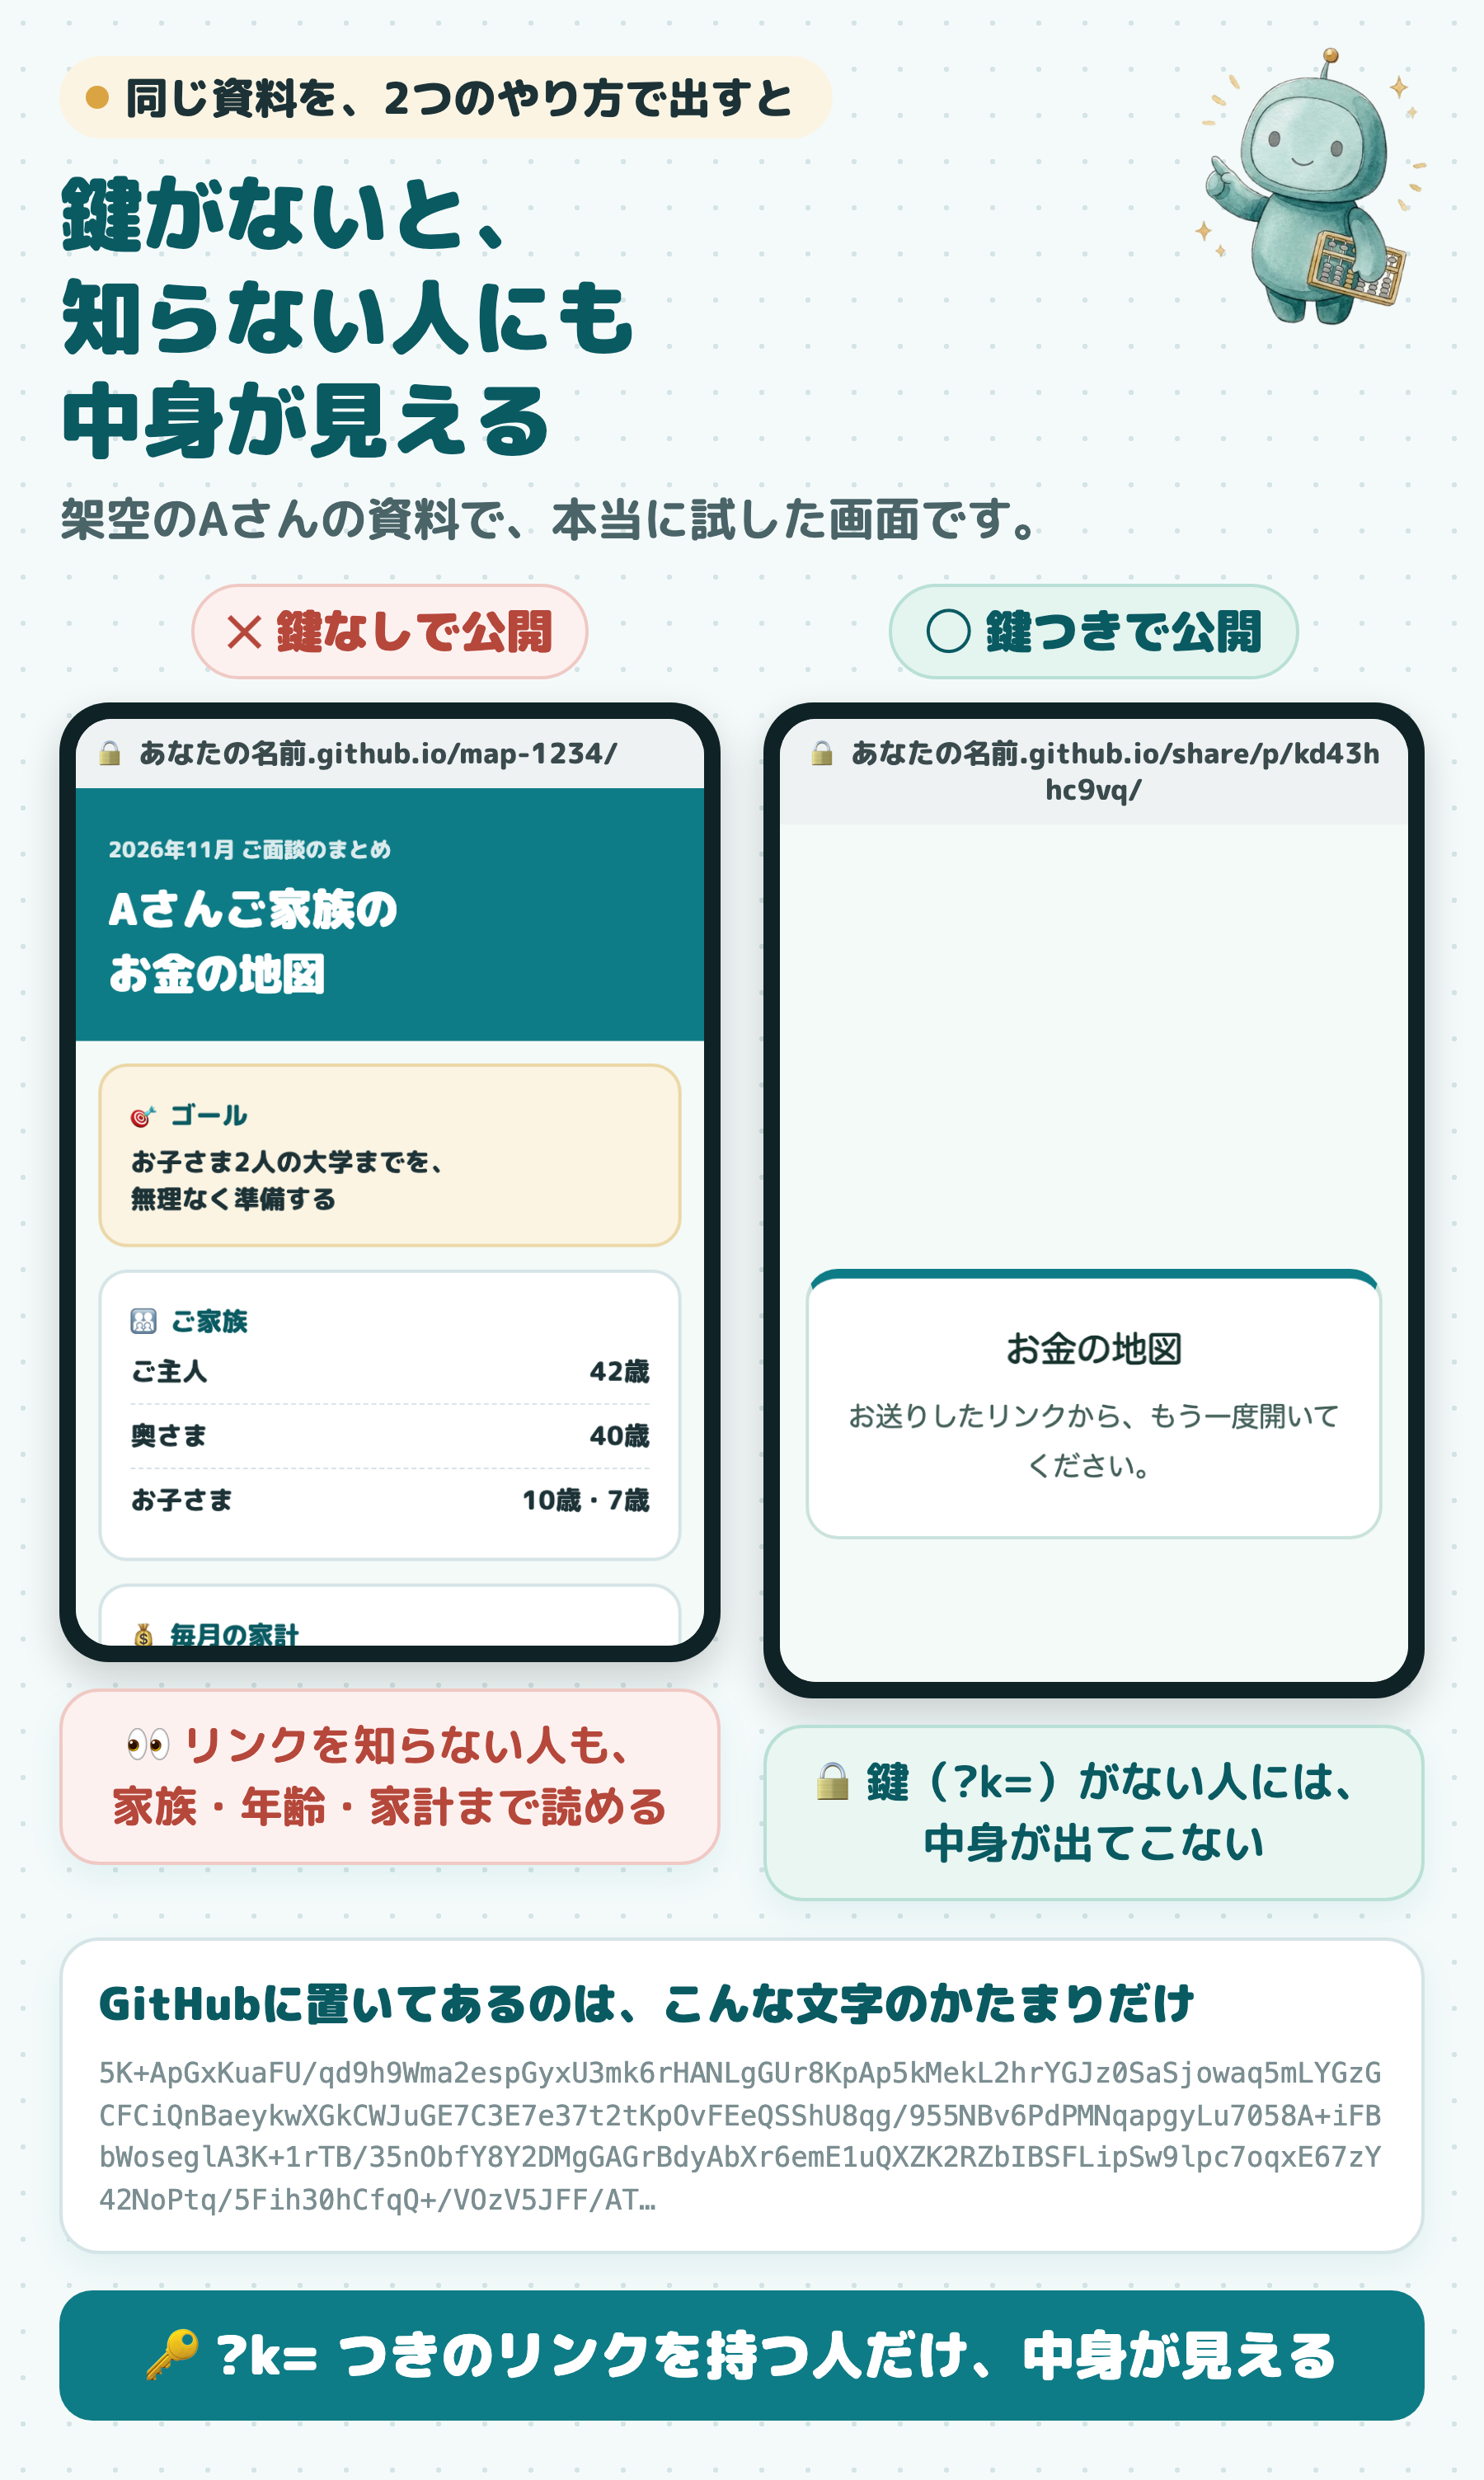 同じ資料を、2つのやり方で出すと
鍵がないと、
知らない人にも
中身が見える
架空のAさんの資料で、本当に試した画面です。
× 鍵なしで公開
あなたの名前.github.io/map-1234/
2026年11月 ご面談のまとめ
Aさんご家族の
お金の地図
ゴール
お子さま2人の大学までを、
無理なく準備する
ご家族
ご主人 42歳
奥さま 40歳
お子さま 10歳・7歳
毎月の家計
リンクを知らない人も、
家族・年齢・家計まで読める
○ 鍵つきで公開
あなたの名前.github.io/share/p/kd43h
hc9vq/
お金の地図
お送りしたリンクから、もう一度開いて
ください。
鍵（?k=）がない人には、
中身が出てこない
GitHubに置いてあるのは、こんな文字のかたまりだけ
5K+ApGxKuaFU/qd9h9Wma2espGyxU3mk6rHANLgGUr8KpAp5kMekL2hrYGJz0SaSjowaq5mLYGzG
CFCiQnBaeykwXGkCWJuGE7C3E7e37t2tKpOvFEeQSShU8qg/955NBv6PdPMNqapgyLu7058A+iFB
bWoseglA3K+1rTB/35nObfY8Y2DMgGAGrBdyAbXr6emE1uQXZK2RZbIBSFLipSw9lpc7oqxE67zY
42NoPtq/5Fih30hCfqQ+/VOzV5JFF/AT…
?k= つきのリンクを持つ人だけ、中身が見える